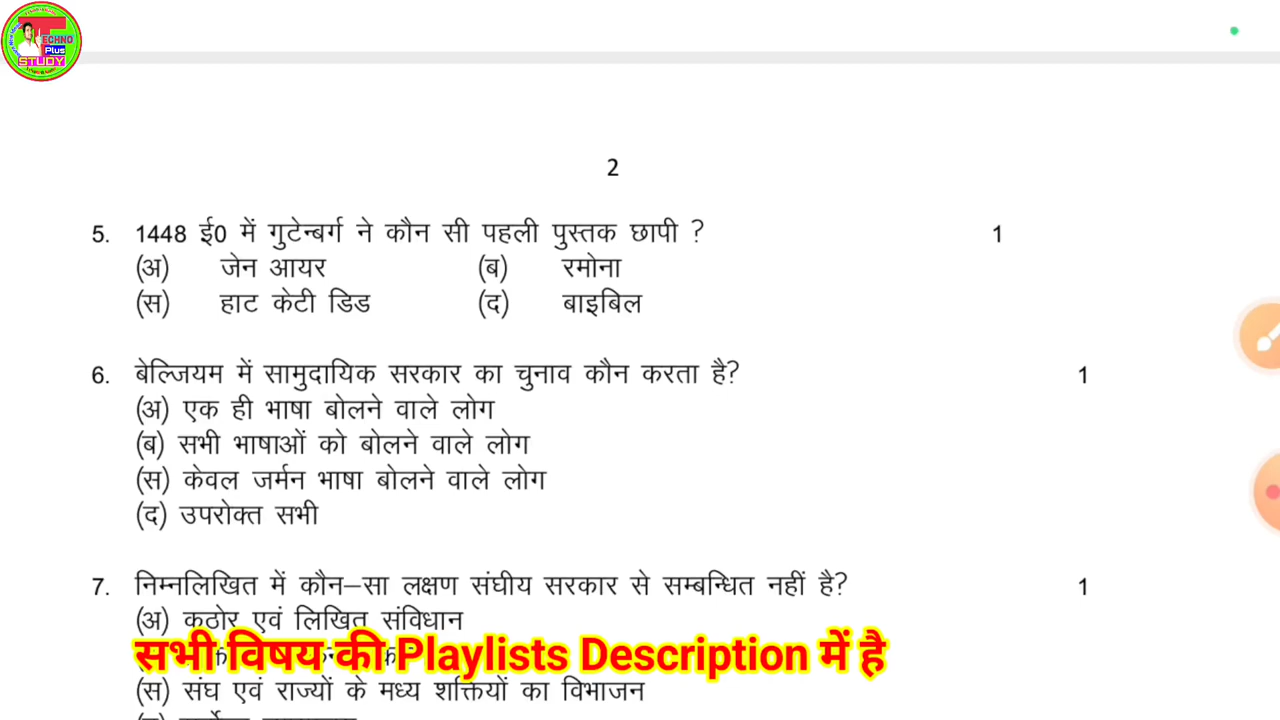 TECHNO
Plus
STUDY
2
5. 1448 ई0 में गुटेन्बर्ग ने कौन सी पहली पुस्तक छापी ? 1
(अ) जेन आयर (ब) रमोना
(स) हाट केटी डिड (द) बाइबिल
6. बेल्जियम में सामुदायिक सरकार का चुनाव कौन करता है? 1
(अ) एक ही भाषा बोलने वाले लोग
(ब) सभी भाषाओं को बोलने वाले लोग
(स) केवल जर्मन भाषा बोलने वाले लोग
(द) उपरोक्त सभी
7. निम्नलिखित में कौन–सा लक्षण संघीय सरकार से सम्बन्धित नहीं है? 1
(अ) कठोर एवं लिखित संविधान
सभी विषय की Playlists Description में है
(स) संघ एवं राज्यों के मध्य शक्तियों का विभाजन